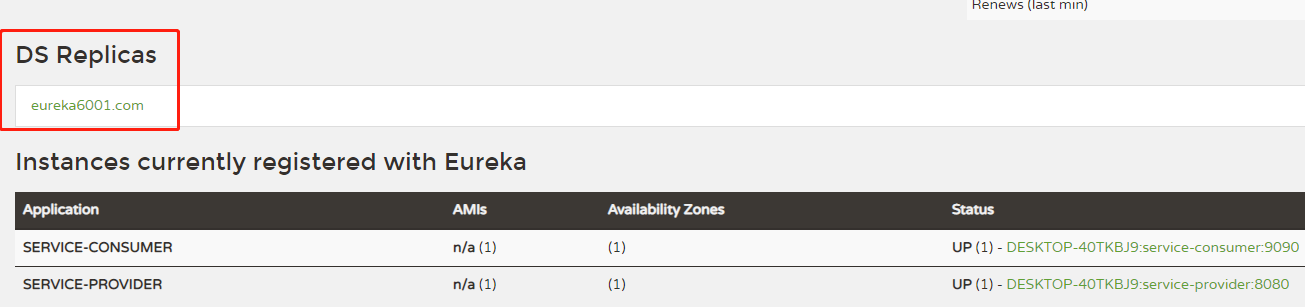 Renews (last min)
DS Replicas
eureka6001.com
Instances currently registered with Eureka
Application AMIs Availability Zones Status
SERVICE-CONSUMER n/a (1) (1) UP (1) - DESKTOP-40TKBJ9:service-consumer:9090
SERVICE-PROVIDER n/a (1) (1) UP (1) - DESKTOP-40TKBJ9:service-provider:8080